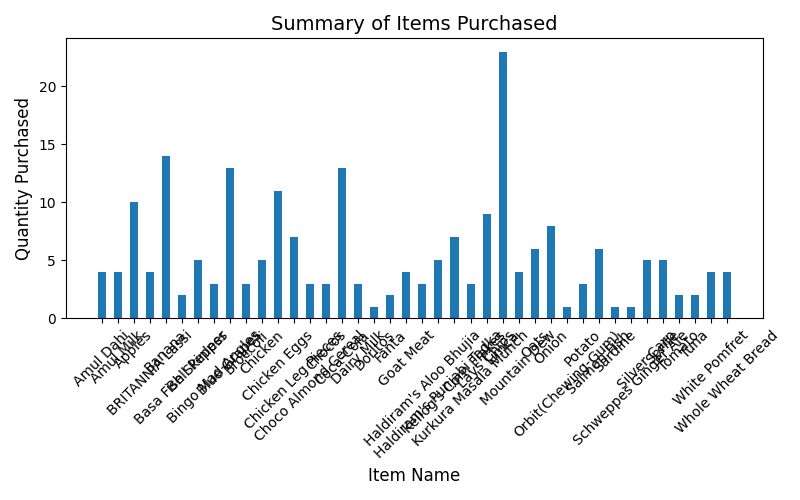 Summary of Items Purchased
Quantity Purchased
20
15
10
5
0
Amul Dahi
Amul Milk
Apples
BRITANNIA Lassi
Banana
Basa Fish
Bell Pepper
Bingo Mad Angles
Broccoli
Chicken
Chicken Eggs
Chicken Leg Pieces
Choco Almond Cereal
Chocos
Dairy Milk
Doritos
Fanta
Goat Meat
Haldiram's Aloo Bhujia
Kurkura Masala Munch
Mountain Dew
Oats
Onion
Orbit(Chewing Gum)
Potato
Salmon
Sardine
Schweppes Ginger Ale
Silver Carp
Tomato
Tuna
White Pomfret
Whole Wheat Bread
Item Name